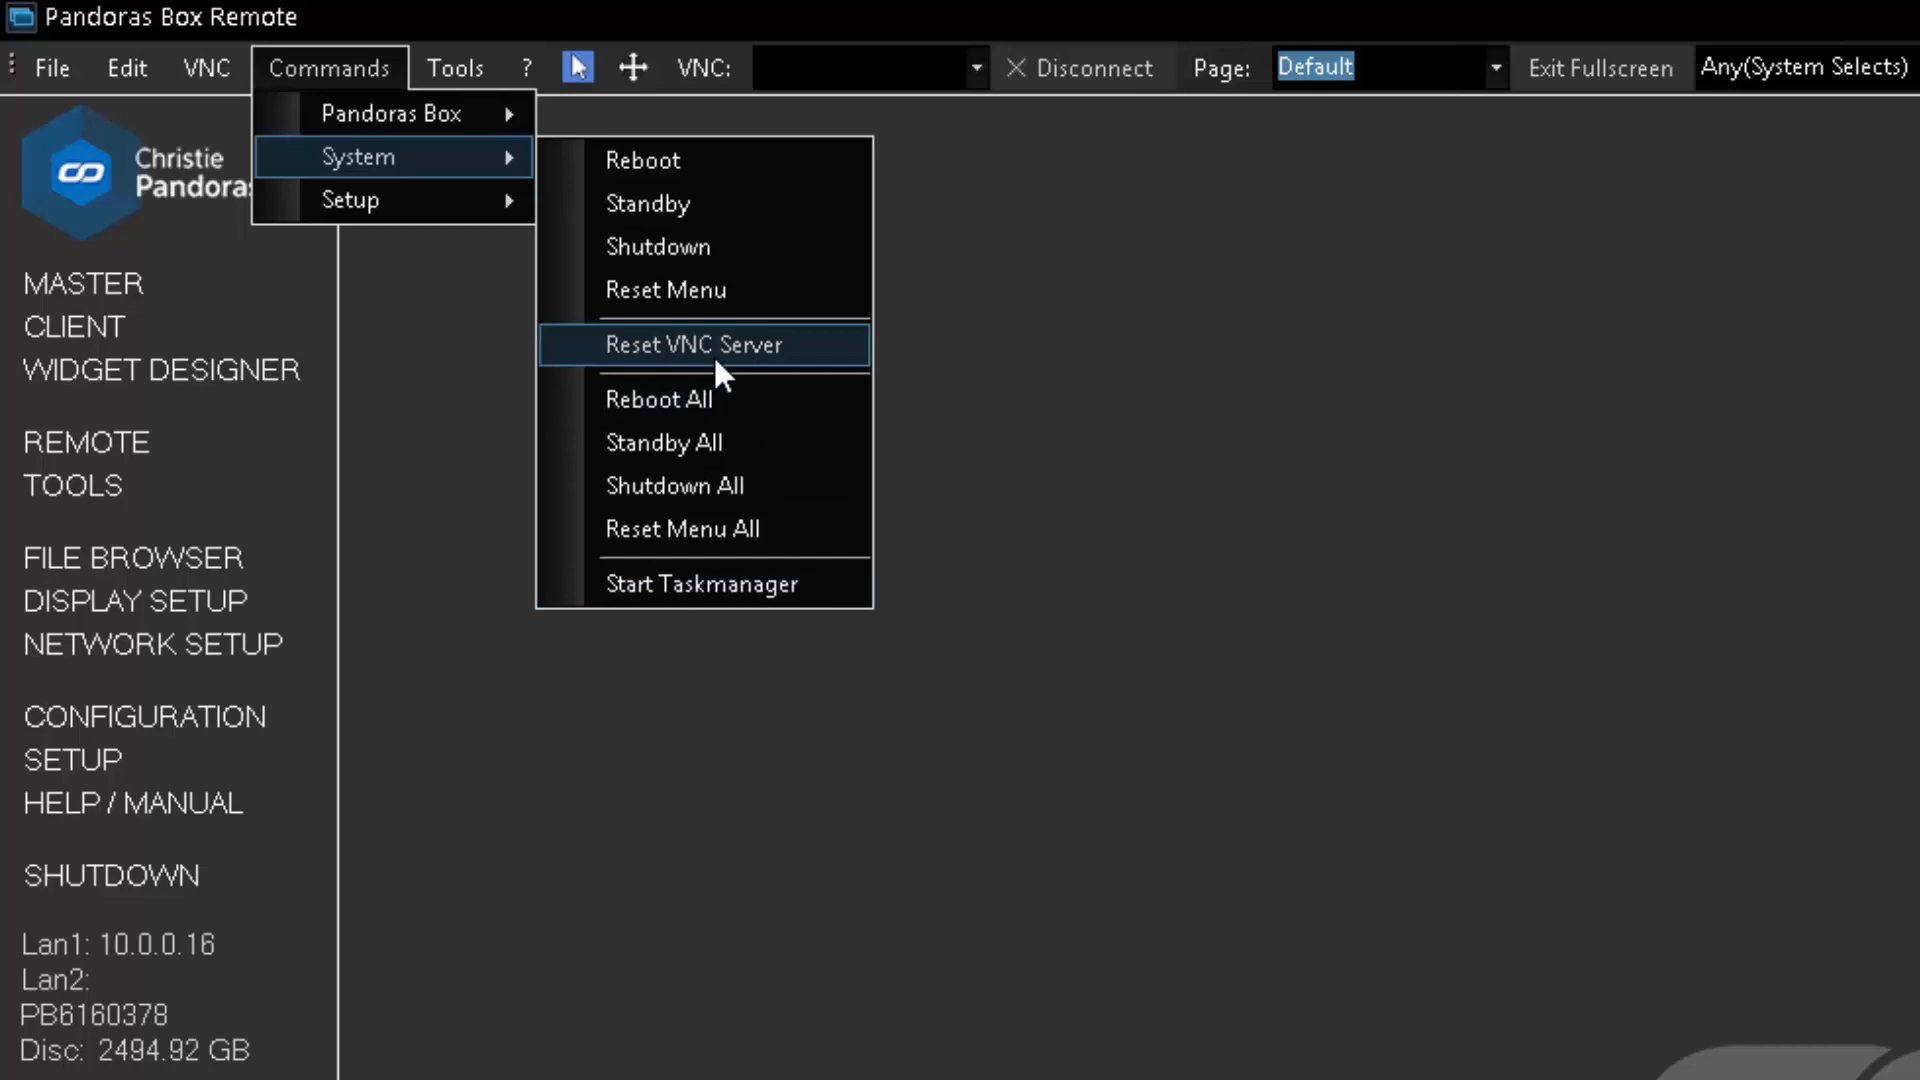 Pandoras Box Remote
File Edit VNC Commands Tools ? VNC: Disconnect Page: Default Exit Fullscreen Any(System Selects)
Pandoras Box
System
Setup
Reboot
Standby
Shutdown
Reset Menu
Reset VNC Server
Reboot All
Standby All
Shutdown All
Reset Menu All
Start Taskmanager
Christie
Pandoras
MASTER
CLIENT
WIDGET DESIGNER
REMOTE
TOOLS
FILE BROWSER
DISPLAY SETUP
NETWORK SETUP
CONFIGURATION
SETUP
HELP / MANUAL
SHUTDOWN
Lan1: 10.0.0.16
Lan2:
PB6160378
Disc: 2494.92 GB